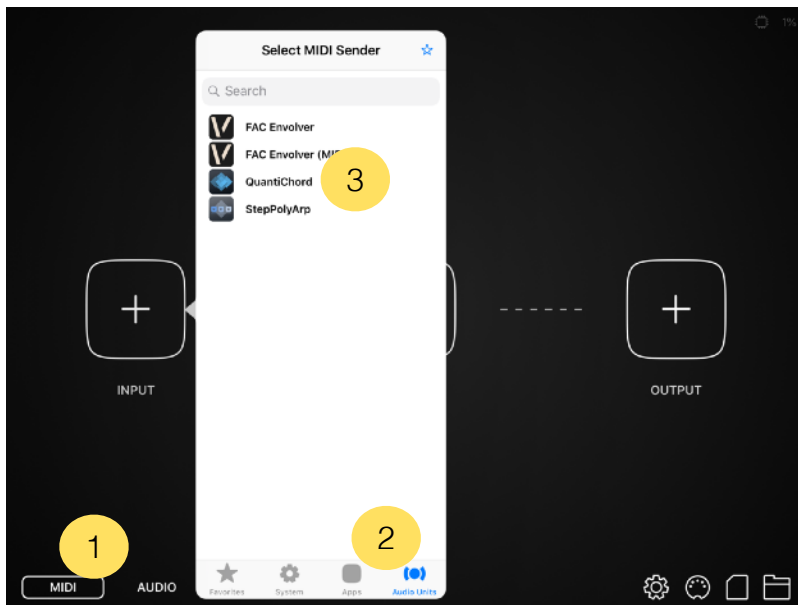 1%
Select MIDI Sender
Search
FAC Envolver
FAC Envolver (MI
QuantiChord
3
StepPolyArp
INPUT
OUTPUT
2
1
MIDI
AUDIO
Favorites
System
Apps
Audio Units